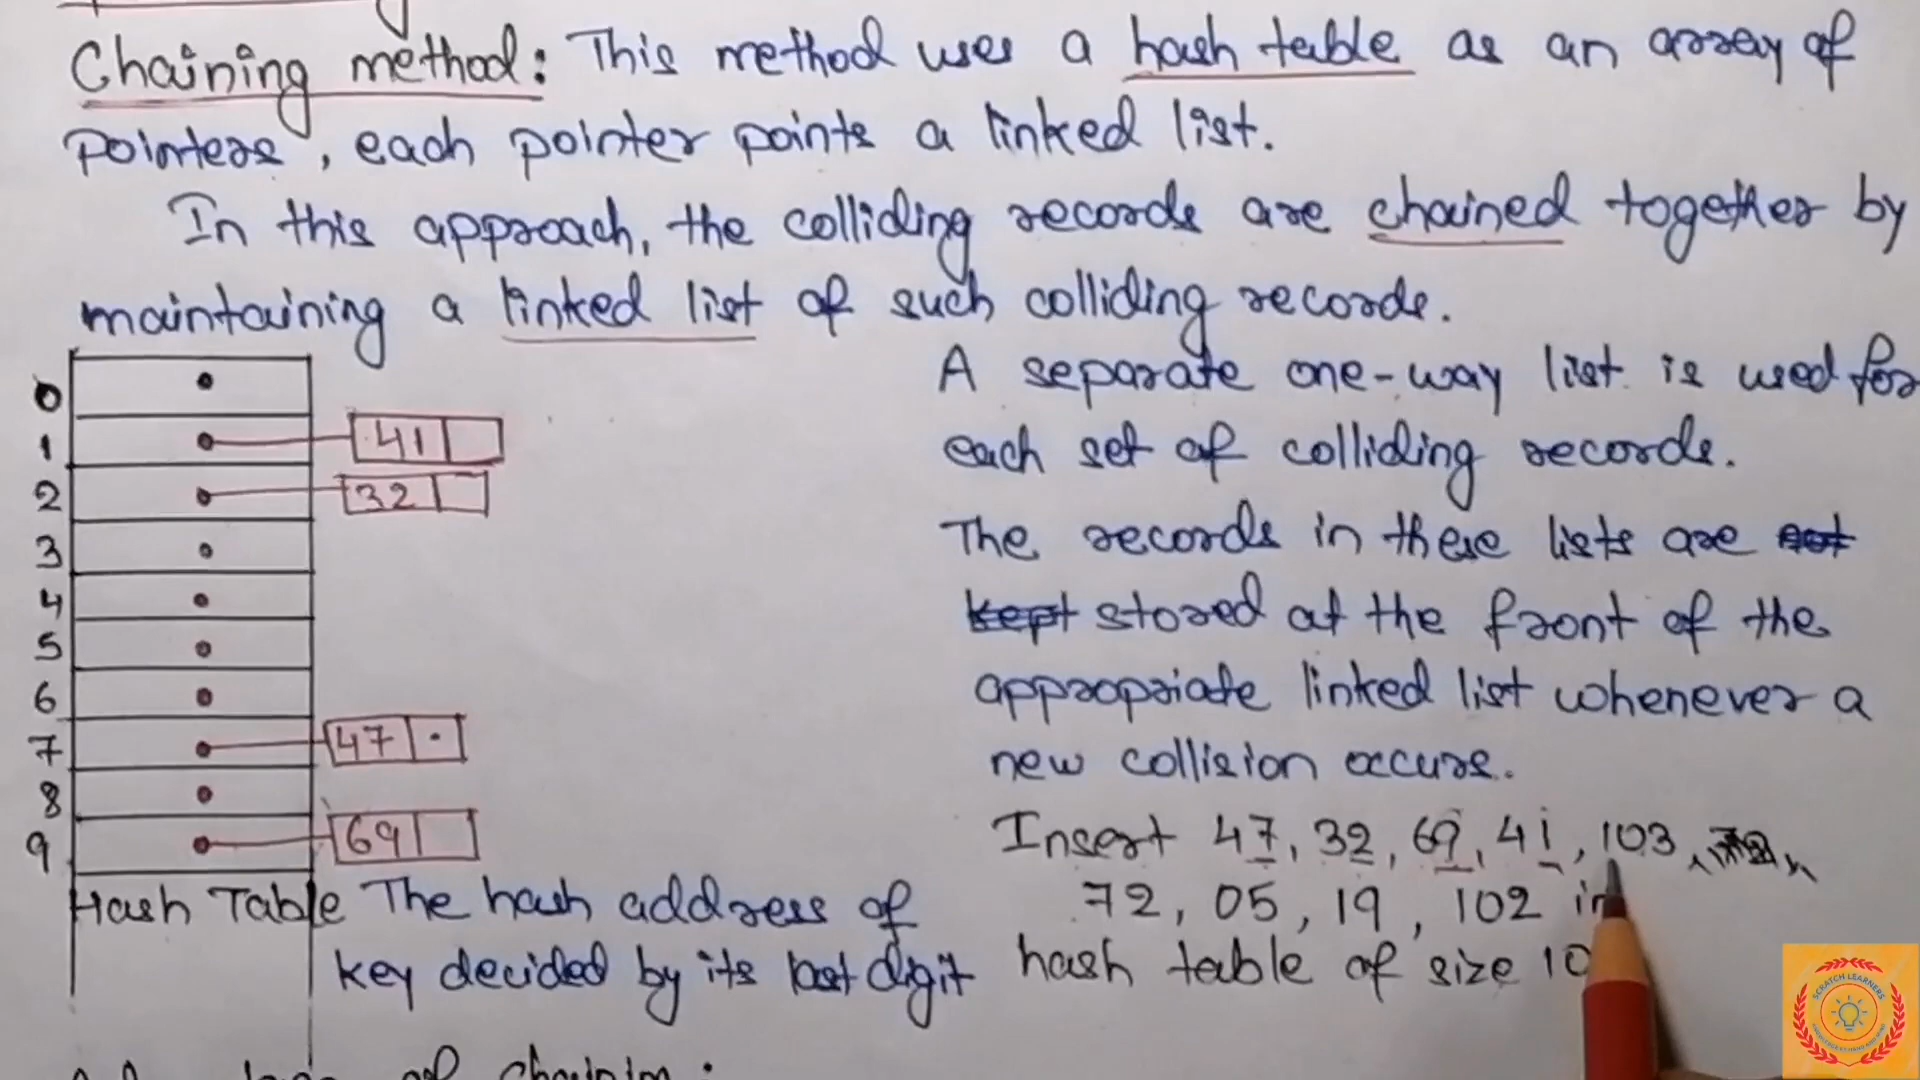 Chaining method: This method uses a hash table as an array of
pointers, each pointer points a linked list.
In this approach, the colliding records are chained together by
maintaining a linked list of such colliding records.
0
1 41
2 32
3
4
5
6
7 47
8
9 69
A separate one-way list is used for
each set of colliding records.
The records in these lists are not
kept stored at the front of the
appropriate linked list whenever a
new collision occurs.
Insert 47, 32, 69, 41, 103,
72, 05, 19, 102 in
hash table of size 10
Hash Table The hash address of
key decided by its last digit
of chaining:
SCRATCH LEARNERS